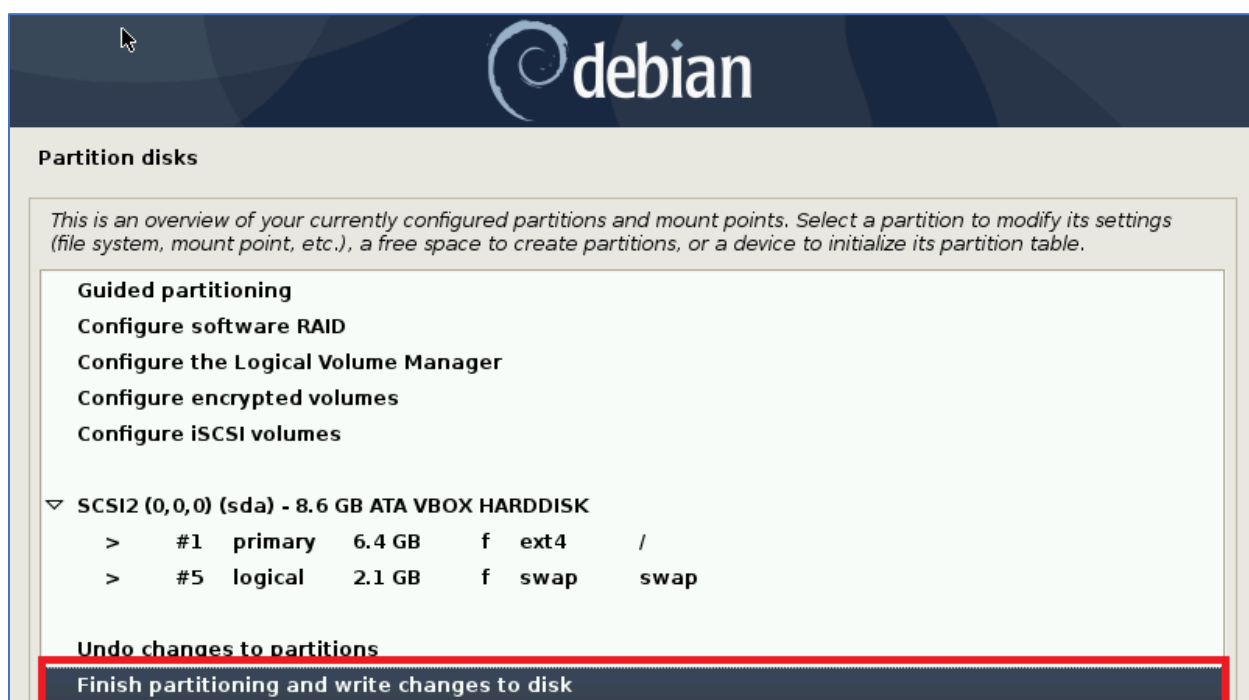 debian
Partition disks
This is an overview of your currently configured partitions and mount points. Select a partition to modify its settings
(file system, mount point, etc.), a free space to create partitions, or a device to initialize its partition table.
Guided partitioning
Configure software RAID
Configure the Logical Volume Manager
Configure encrypted volumes
Configure iSCSI volumes
SCSI2 (0,0,0) (sda) - 8.6 GB ATA VBOX HARDDISK
> #1 primary 6.4 GB f ext4 /
> #5 logical 2.1 GB f swap swap
Undo changes to partitions
Finish partitioning and write changes to disk